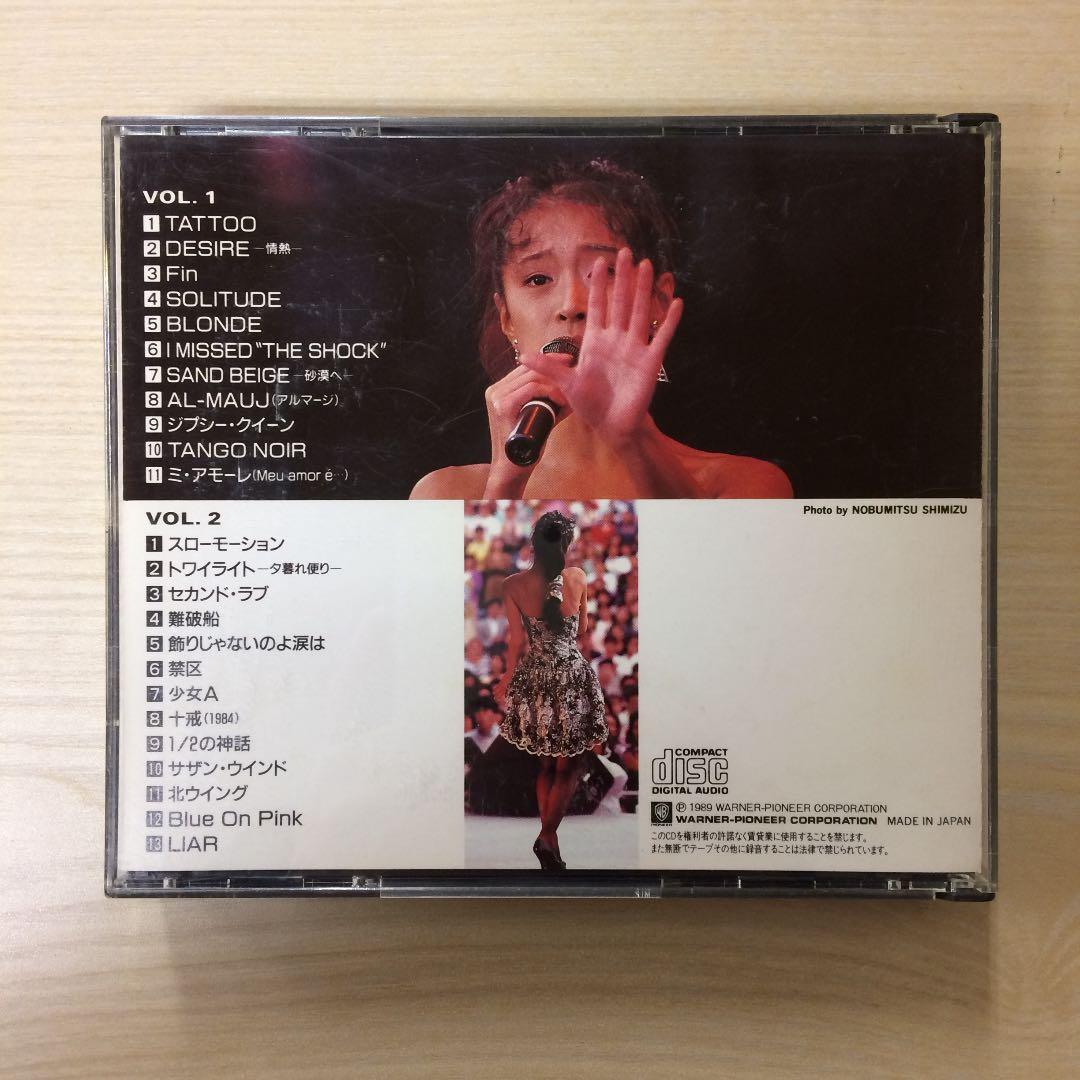 VOL. 1
1 TATTOO
2 DESIRE—情熱—
3 Fin
4 SOLITUDE
5 BLONDE
6 I MISSED "THE SHOCK"
7 SAND BEIGE—砂漠へ—
8 AL-MAUJ(アルマージ)
9 ジプシー・クイーン
10 TANGO NOIR
11 ミ・アモーレ(Meu amor é…)
Photo by NOBUMITSU SHIMIZU
VOL. 2
1 スローモーション
2 トワイライト—夕暮れ便り—
3 セカンド・ラブ
4 難破船
5 飾りじゃないのよ涙は
6 禁区
7 少女A
8 十戒(1984)
9 1/2の神話
10 サザン・ウインド
11 北ウイング
12 Blue On Pink
13 LIAR
COMPACT
disc
DIGITAL AUDIO
℗ 1989 WARNER-PIONEER CORPORATION
WARNER-PIONEER CORPORATION MADE IN JAPAN
このCDを権利者の許諾なく賃貸業に使用することを禁じます。
また無断でテープその他に録音することは法律で禁じられています。